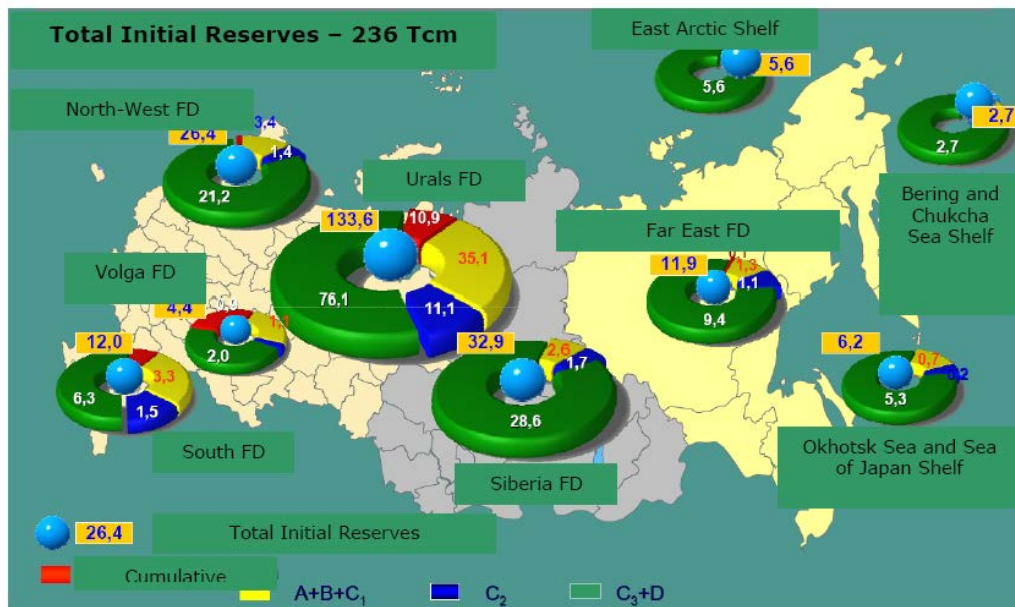 Total Initial Reserves – 236 Tcm
East Arctic Shelf
5,6
5,6
North-West FD
26,4
3,4
1,4
21,2
2,7
2,7
Bering and
Chukcha
Sea Shelf
Urals FD
133,6
10,9
35,1
11,1
76,1
Far East FD
11,9
1,3
1,1
9,4
Volga FD
4,4
0,9
1,1
2,0
12,0
3,3
1,5
6,3
South FD
32,9
2,6
1,7
28,6
Siberia FD
6,2
0,7
0,2
5,3
Okhotsk Sea and Sea
of Japan Shelf
26,4
Total Initial Reserves
Cumulative
A+B+C₁
C₂
C₃+D